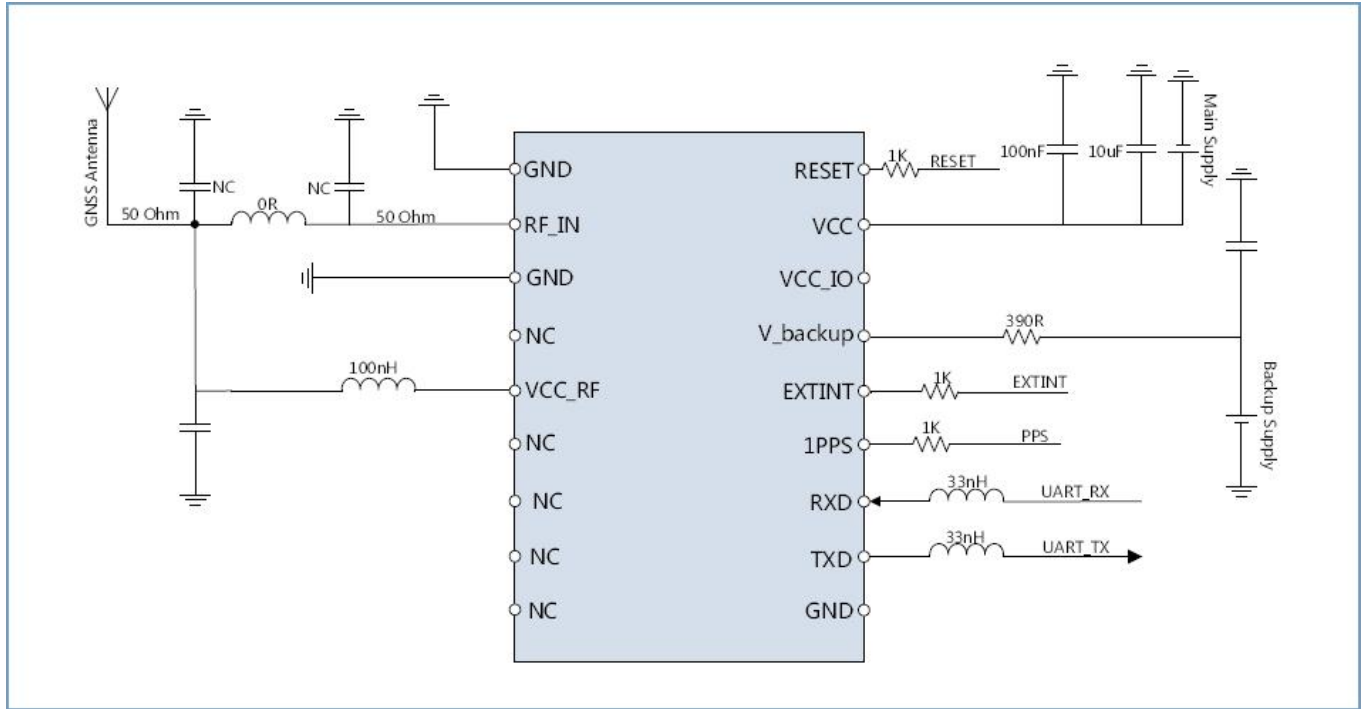 GNSS Antenna
50 Ohm
NC
0R
NC
50 Ohm
100nH
GND
RF_IN
GND
NC
VCC_RF
NC
NC
NC
NC
RESET
VCC
VCC_IO
V_backup
EXTINT
1PPS
RXD
TXD
GND
1K
RESET
100nF
10uF
Main Supply
390R
Backup Supply
1K
EXTINT
1K
PPS
33nH
UART_RX
33nH
UART_TX